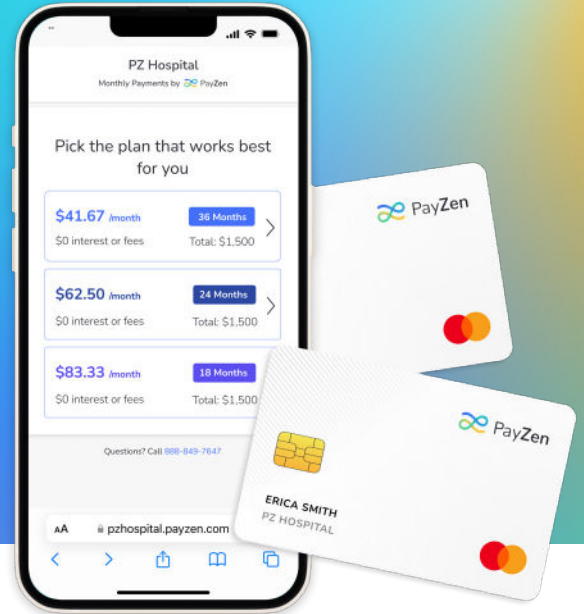 PZ Hospital
Monthly Payments by PayZen
Pick the plan that works best
for you
$41.67 /month
36 Months
$0 interest or fees
Total: $1,500
$62.50 /month
24 Months
$0 interest or fees
Total: $1,500
$83.33 /month
18 Months
$0 interest or fees
Total: $1,500
Questions? Call 888-849-7647
AA
pzhospital.payzen.com
PayZen
PayZen
ERICA SMITH
PZ HOSPITAL